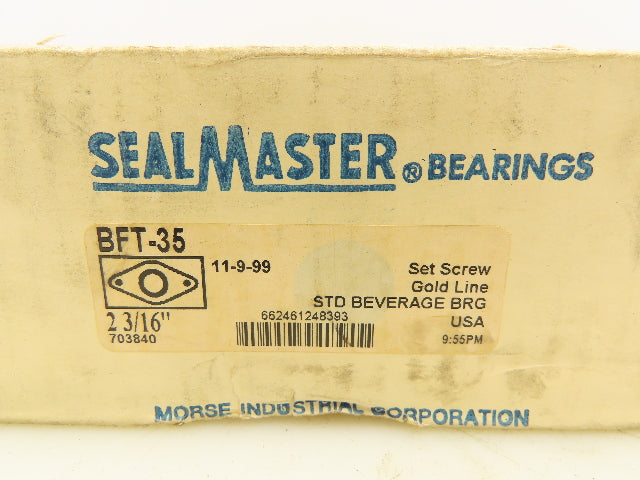 SEALMASTER® BEARINGS
BFT-35
11-9-99
Set Screw
Gold Line
STD BEVERAGE BRG
2 3/16"
662461248393
USA
703840
9:55PM
MORSE INDUSTRIAL CORPORATION